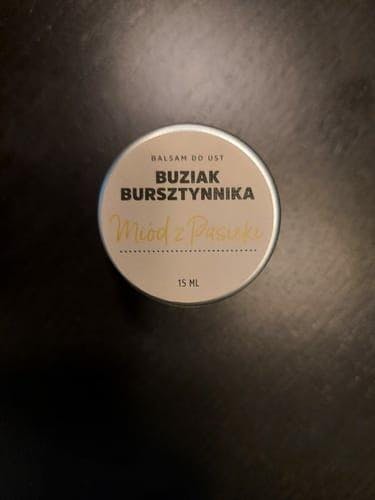 BALSAM DO UST
BUZIAK
BURSZTYNNIKA
Miód z Pasieki
15 ML